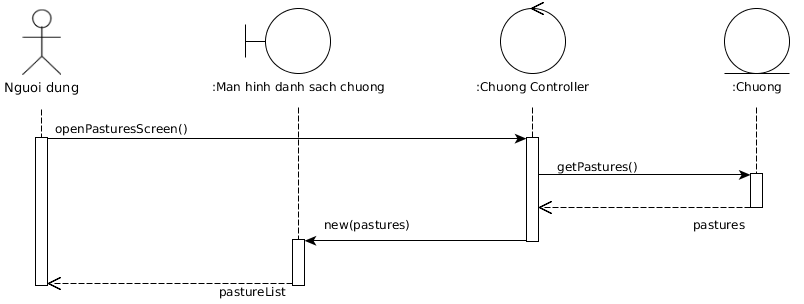 Nguoi dung
:Man hinh danh sach chuong
:Chuong Controller
:Chuong
openPasturesScreen()
getPastures()
pastures
new(pastures)
pastureList